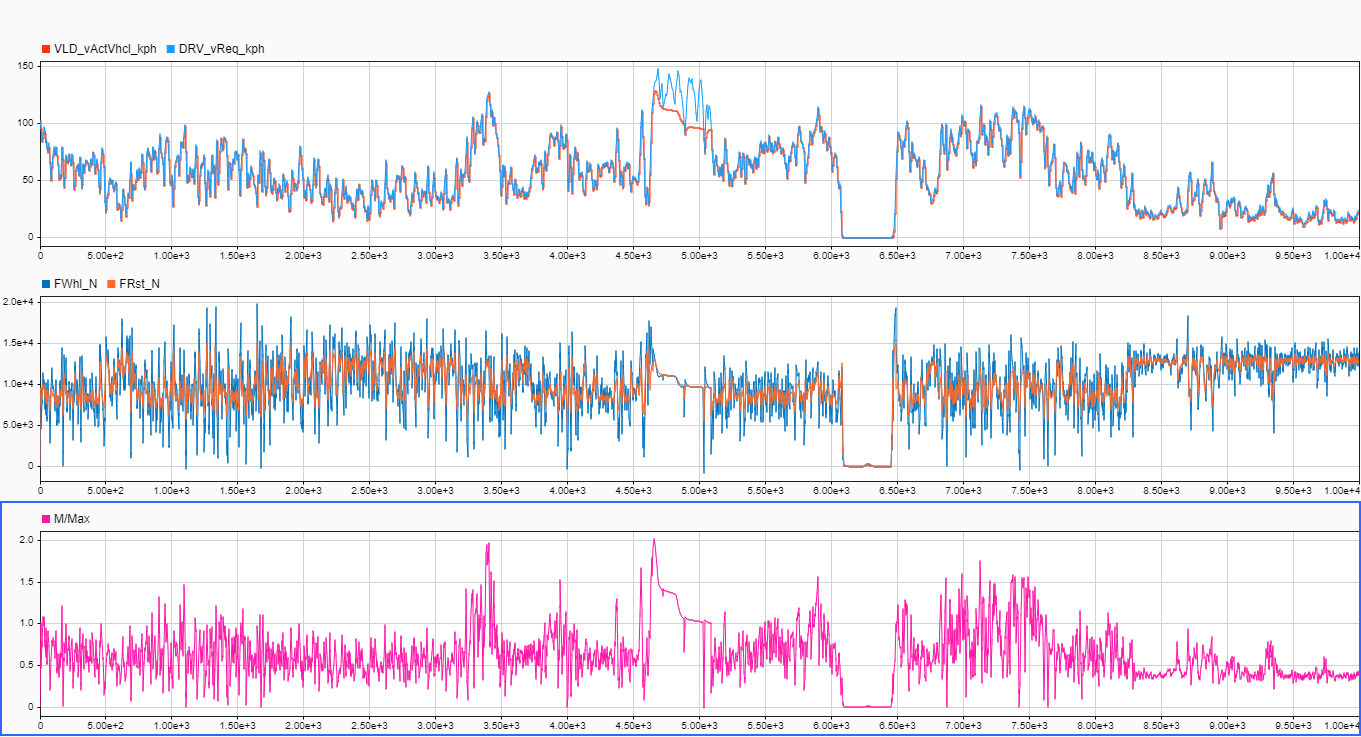 VLD_vActVhcl_kph DRV_vReq_kph
150
100
50
0
0 5.00e+2 1.00e+3 1.50e+3 2.00e+3 2.50e+3 3.00e+3 3.50e+3 4.00e+3 4.50e+3 5.00e+3 5.50e+3 6.00e+3 6.50e+3 7.00e+3 7.50e+3 8.00e+3 8.50e+3 9.00e+3 9.50e+3 1.00e+4
FWhl_N FRst_N
2.0e+4
1.5e+4
1.0e+4
5.0e+3
0
0 5.00e+2 1.00e+3 1.50e+3 2.00e+3 2.50e+3 3.00e+3 3.50e+3 4.00e+3 4.50e+3 5.00e+3 5.50e+3 6.00e+3 6.50e+3 7.00e+3 7.50e+3 8.00e+3 8.50e+3 9.00e+3 9.50e+3 1.00e+4
M/Max
2.0
1.5
1.0
0.5
0
0 5.00e+2 1.00e+3 1.50e+3 2.00e+3 2.50e+3 3.00e+3 3.50e+3 4.00e+3 4.50e+3 5.00e+3 5.50e+3 6.00e+3 6.50e+3 7.00e+3 7.50e+3 8.00e+3 8.50e+3 9.00e+3 9.50e+3 1.00e+4